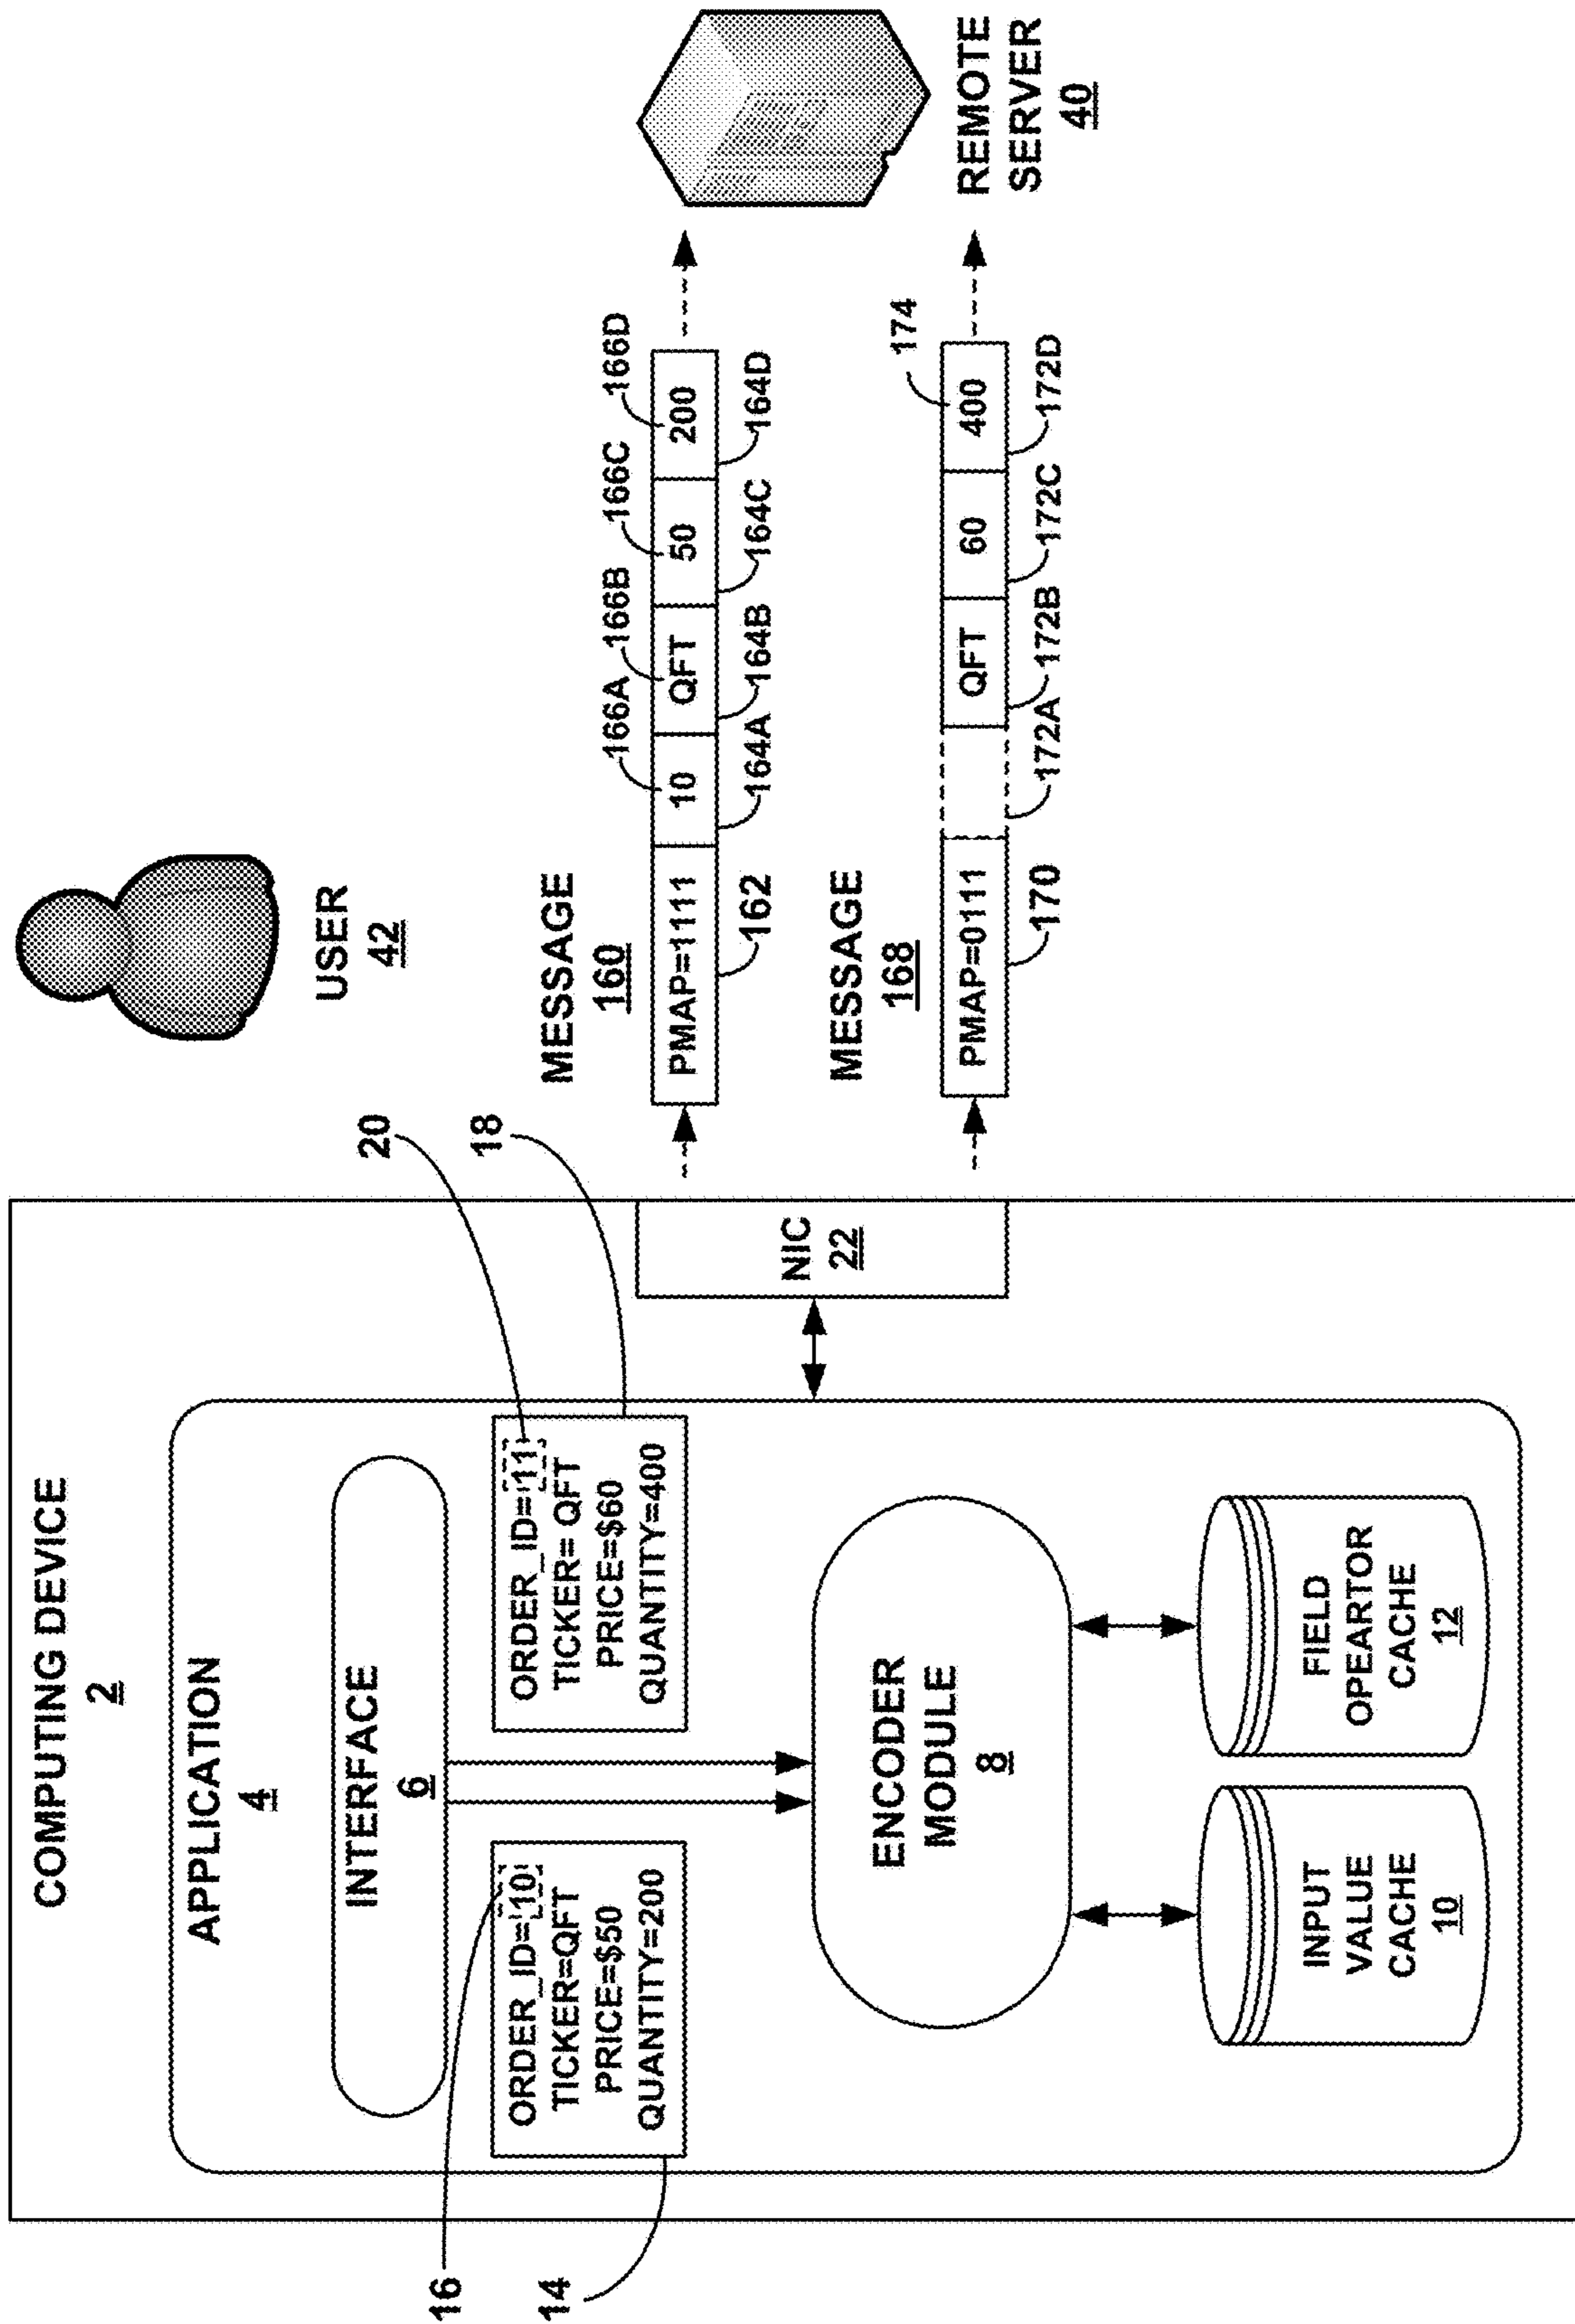 COMPUTING DEVICE
2
APPLICATION
4
INTERFACE
6
16
14
ORDER_ID=10
TICKER=QFT
PRICE=$50
QUANTITY=200
ORDER_ID=11
TICKER= QFT
PRICE=$60
QUANTITY=400
20
18
ENCODER
MODULE
8
INPUT
VALUE
CACHE
10
FIELD
OPEARTOR
CACHE
12
NIC
22
USER
42
MESSAGE
160
166A 166B 166C 166D
PMAP=1111 10 QFT 50 200
162 164A 164B 164C 164D
MESSAGE
168
174
PMAP=0111 QFT 60 400
170 172A 172B 172C 172D
REMOTE
SERVER
40